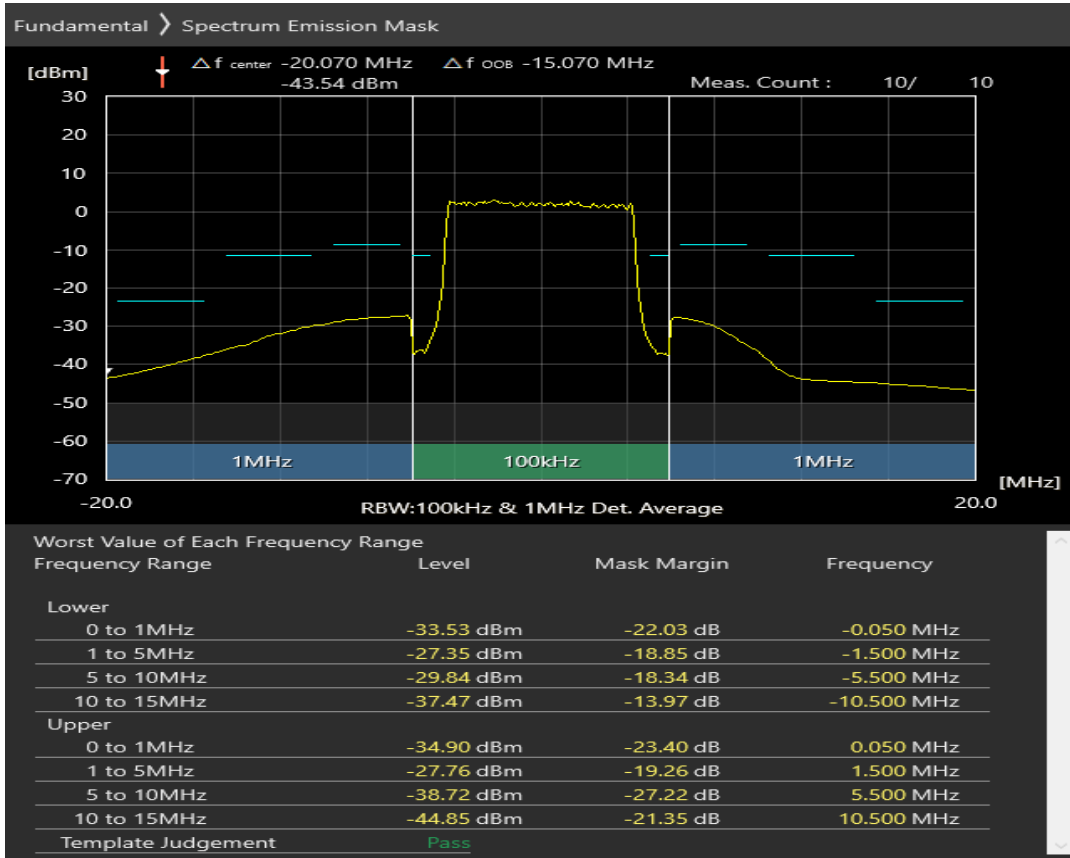 Fundamental ❯ Spectrum Emission Mask
[dBm]
△f center -20.070 MHz △f OOB -15.070 MHz
-43.54 dBm Meas. Count : 10/ 10
30
20
10
0
-10
-20
-30
-40
-50
-60
-70
1MHz 100kHz 1MHz
[MHz]
-20.0 RBW:100kHz & 1MHz Det. Average 20.0
Worst Value of Each Frequency Range
Frequency Range Level Mask Margin Frequency
Lower
0 to 1MHz -33.53 dBm -22.03 dB -0.050 MHz
1 to 5MHz -27.35 dBm -18.85 dB -1.500 MHz
5 to 10MHz -29.84 dBm -18.34 dB -5.500 MHz
10 to 15MHz -37.47 dBm -13.97 dB -10.500 MHz
Upper
0 to 1MHz -34.90 dBm -23.40 dB 0.050 MHz
1 to 5MHz -27.76 dBm -19.26 dB 1.500 MHz
5 to 10MHz -38.72 dBm -27.22 dB 5.500 MHz
10 to 15MHz -44.85 dBm -21.35 dB 10.500 MHz
Template Judgement Pass